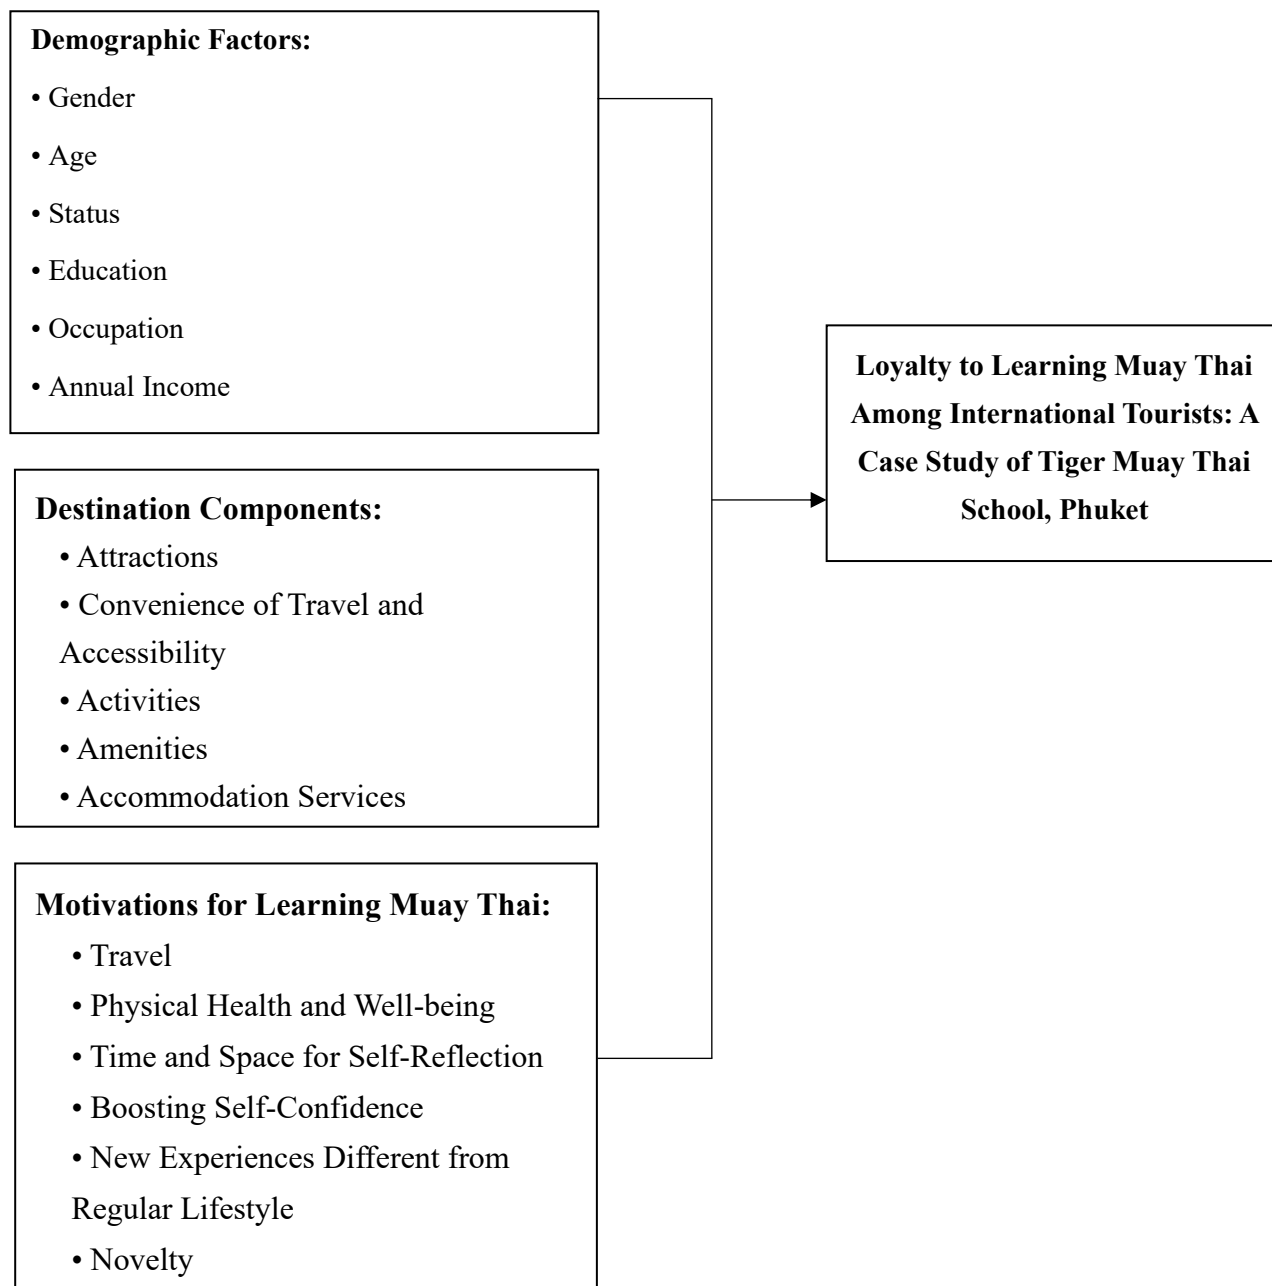 Demographic Factors:
• Gender
• Age
• Status
• Education
• Occupation
• Annual Income
Destination Components:
• Attractions
• Convenience of Travel and
Accessibility
• Activities
• Amenities
• Accommodation Services
Motivations for Learning Muay Thai:
• Travel
• Physical Health and Well-being
• Time and Space for Self-Reflection
• Boosting Self-Confidence
• New Experiences Different from
Regular Lifestyle
• Novelty
Loyalty to Learning Muay Thai
Among International Tourists: A
Case Study of Tiger Muay Thai
School, Phuket